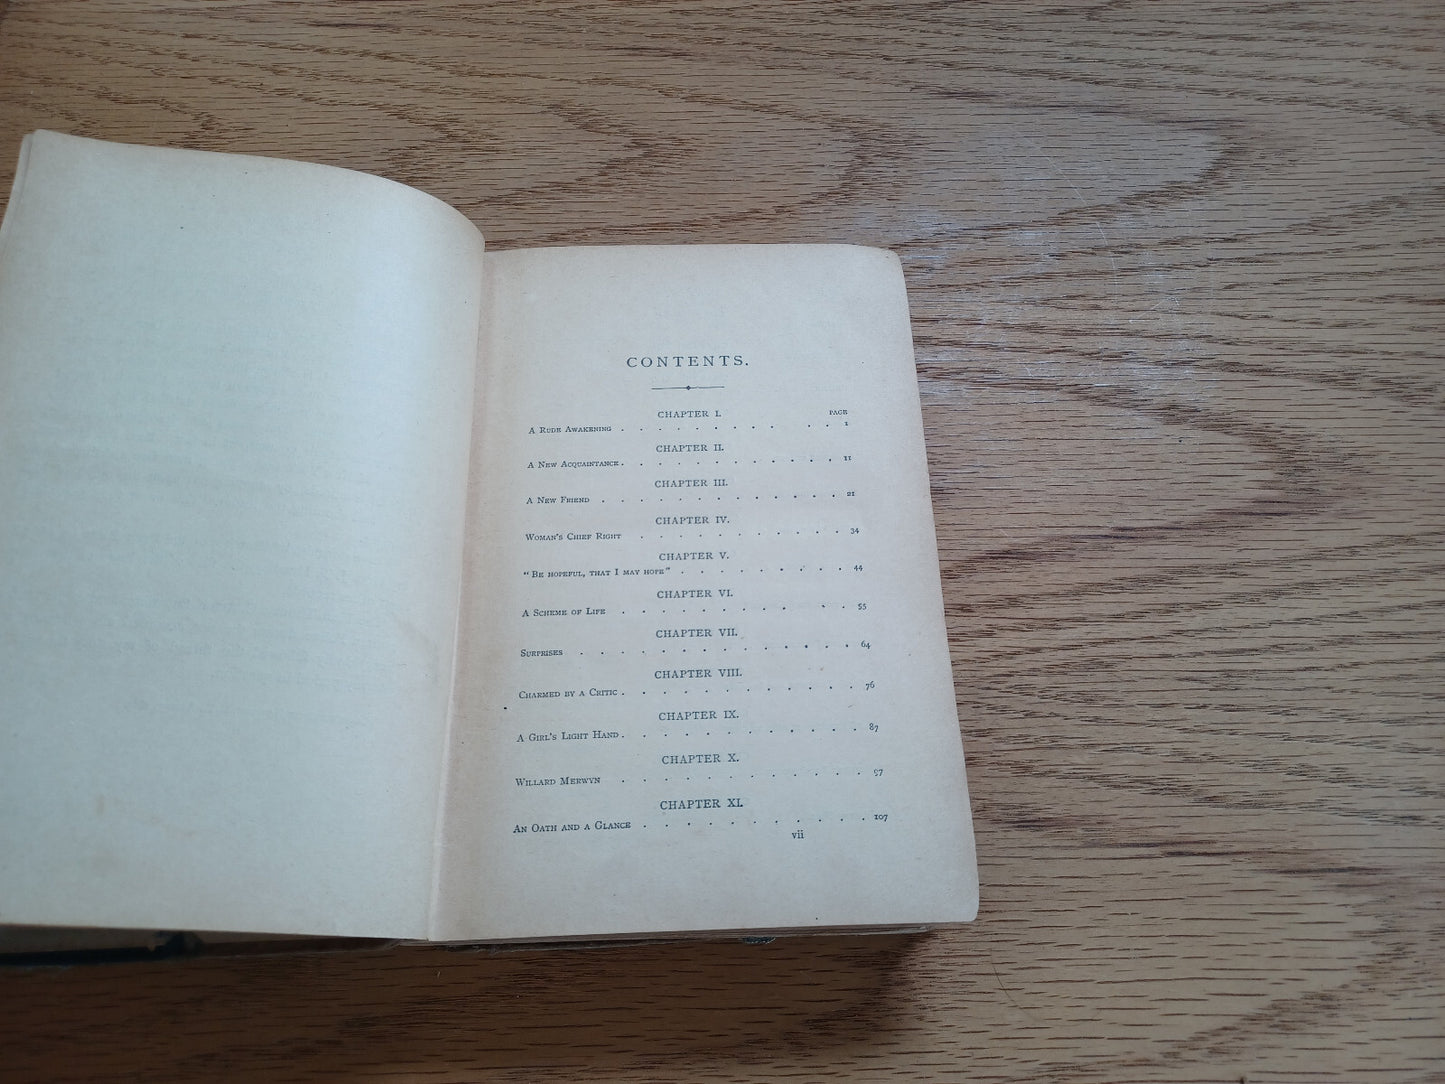 CONTENTS.
CHAPTER I. PAGE
A Rude Awakening . . . . . . . . . . 1
CHAPTER II.
A New Acquaintance . . . . . . . . . . . 11
CHAPTER III.
A New Friend . . . . . . . . . . . . 21
CHAPTER IV.
Woman's Chief Right . . . . . . . . . . 34
CHAPTER V.
"Be hopeful, that I may hope" . . . . . . . . 44
CHAPTER VI.
A Scheme of Life . . . . . . . . . . 55
CHAPTER VII.
Surprises . . . . . . . . . . . . . 64
CHAPTER VIII.
Charmed by a Critic . . . . . . . . . . . . 76
CHAPTER IX.
A Girl's Light Hand . . . . . . . . . . . . 87
CHAPTER X.
Willard Merwyn . . . . . . . . . . . . 97
CHAPTER XI.
An Oath and a Glance . . . . . . . . . . . 107
vii